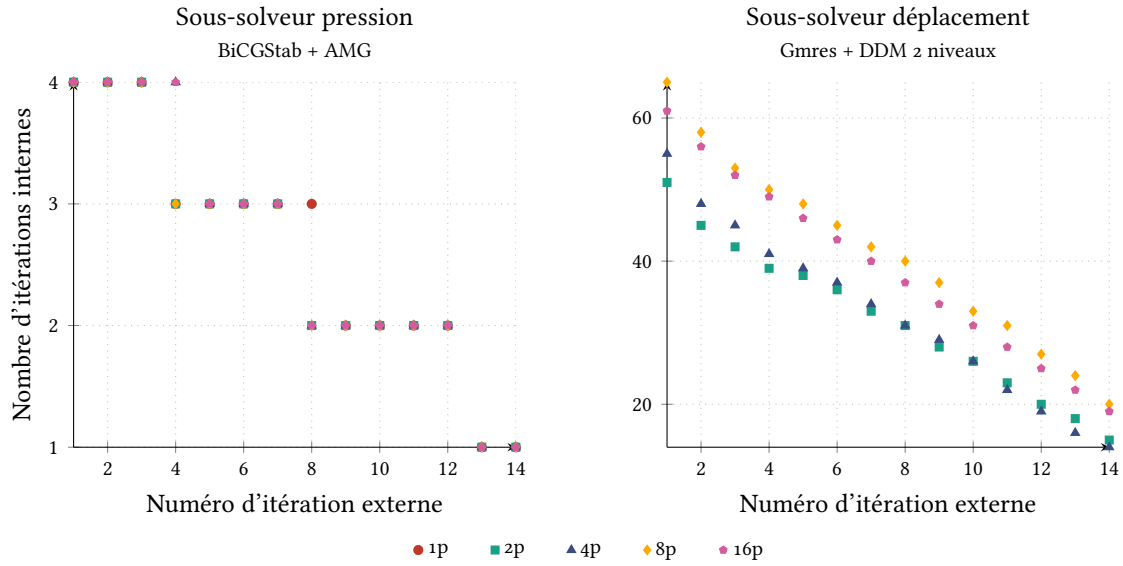 Sous-solveur pression
BiCGStab + AMG
Nombre d'itérations internes
4
3
2
1
2
4
6
8
10
12
14
Numéro d'itération externe
Sous-solveur déplacement
Gmres + DDM 2 niveaux
60
40
20
2
4
6
8
10
12
14
Numéro d'itération externe
1p 2p 4p 8p 16p